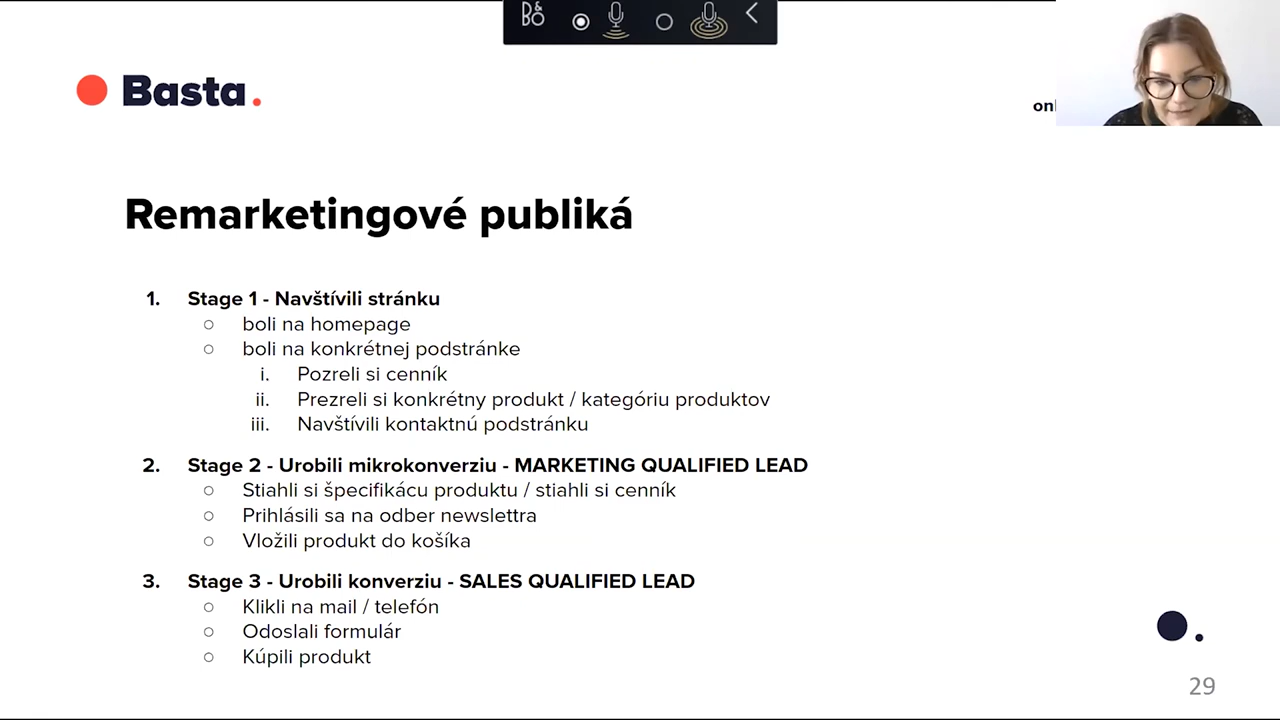 B&O
Basta.
Remarketingové publiká
1. Stage 1 - Navštívili stránku
○ boli na homepage
○ boli na konkrétnej podstránke
i. Pozreli si cenník
ii. Prezreli si konkrétny produkt / kategóriu produktov
iii. Navštívili kontaktnú podstránku
2. Stage 2 - Urobili mikrokonverziu - MARKETING QUALIFIED LEAD
○ Stiahli si špecifikácu produktu / stiahli si cenník
○ Prihlásili sa na odber newslettra
○ Vložili produkt do košíka
3. Stage 3 - Urobili konverziu - SALES QUALIFIED LEAD
○ Klikli na mail / telefón
○ Odoslali formulár
○ Kúpili produkt
29